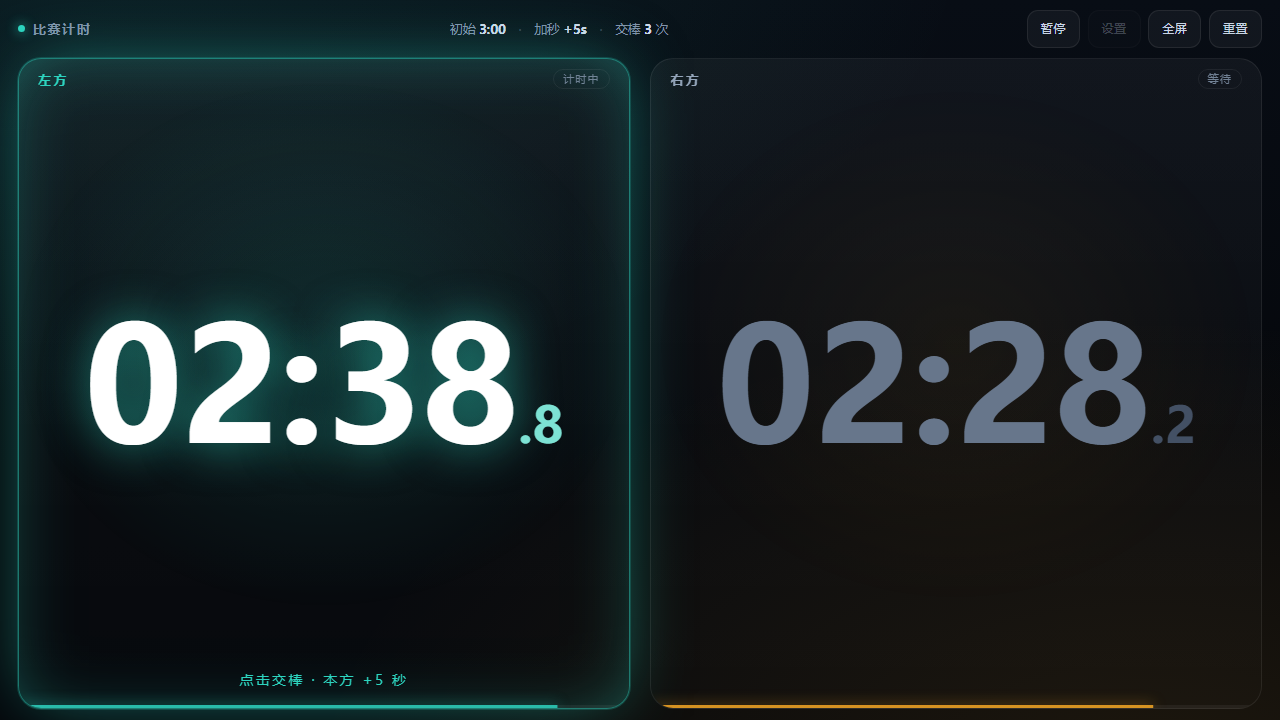 比赛计时
初始 3:00 · 加秒 +5s · 交棒 3 次
暂停 设置 全屏 重置
左方 计时中
02:38.8
点击交棒 · 本方 +5 秒
右方 等待
02:28.2